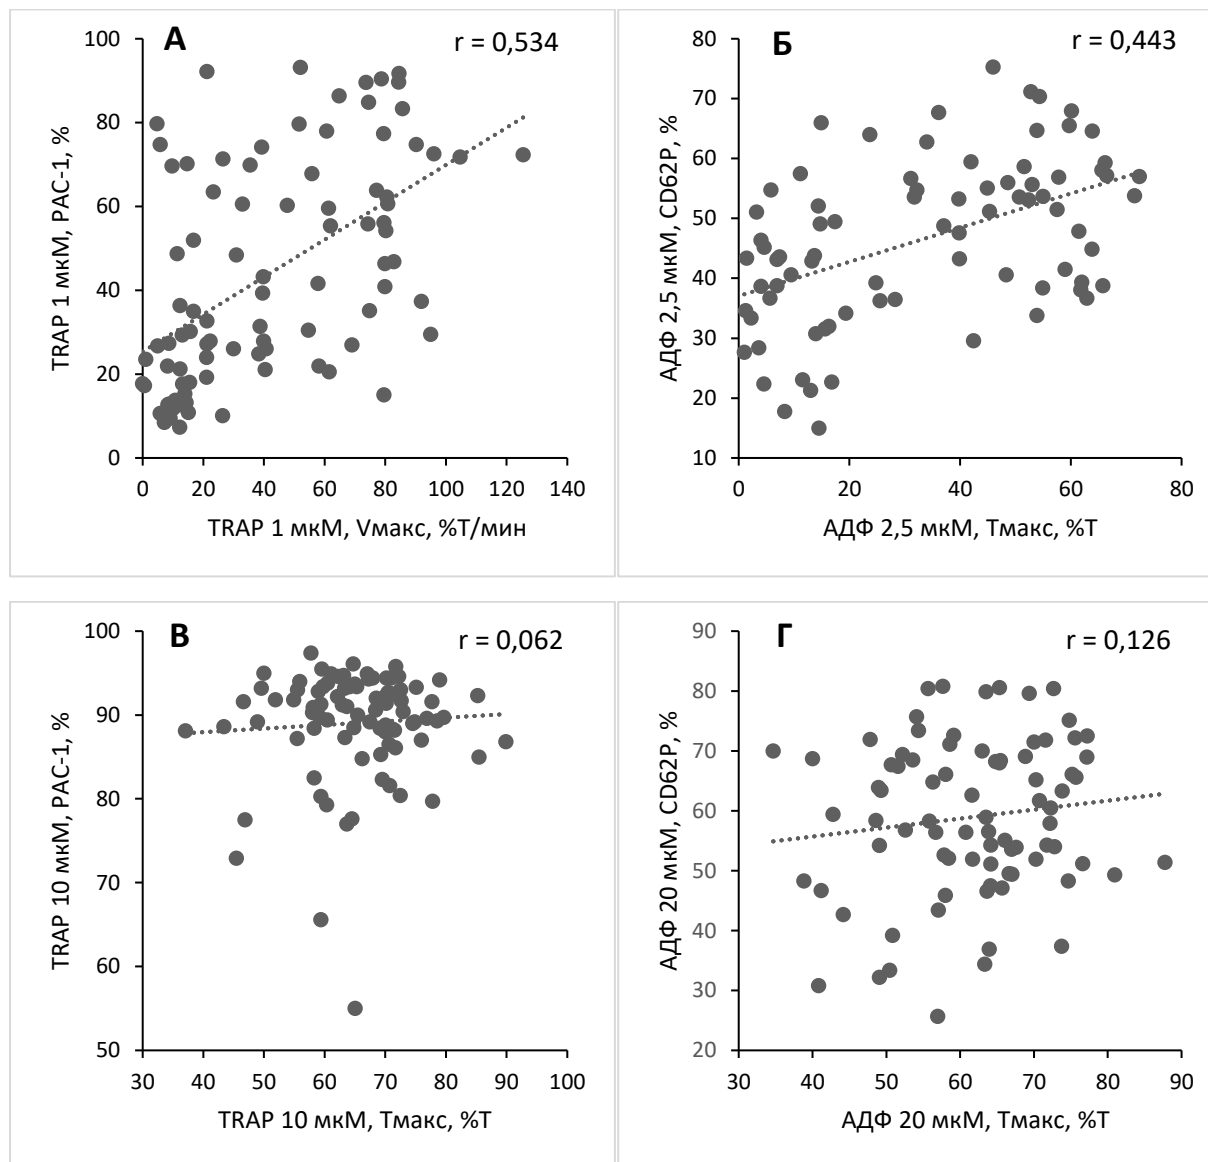 А
r = 0,534
100
80
60
40
20
0
0 20 40 60 80 100 120 140
TRAP 1 мкМ, PAC-1, %
TRAP 1 мкМ, Vмакс, %T/мин
Б
r = 0,443
80
70
60
50
40
30
20
10
0 20 40 60 80
АДФ 2,5 мкМ, CD62P, %
АДФ 2,5 мкМ, Тмакс, %Т
В
r = 0,062
100
90
80
70
60
50
30 40 50 60 70 80 90 100
TRAP 10 мкМ, PAC-1, %
TRAP 10 мкМ, Тмакс, %Т
Г
r = 0,126
90
80
70
60
50
40
30
20
30 40 50 60 70 80 90
АДФ 20 мкМ, CD62P, %
АДФ 20 мкМ, Тмакс, %Т